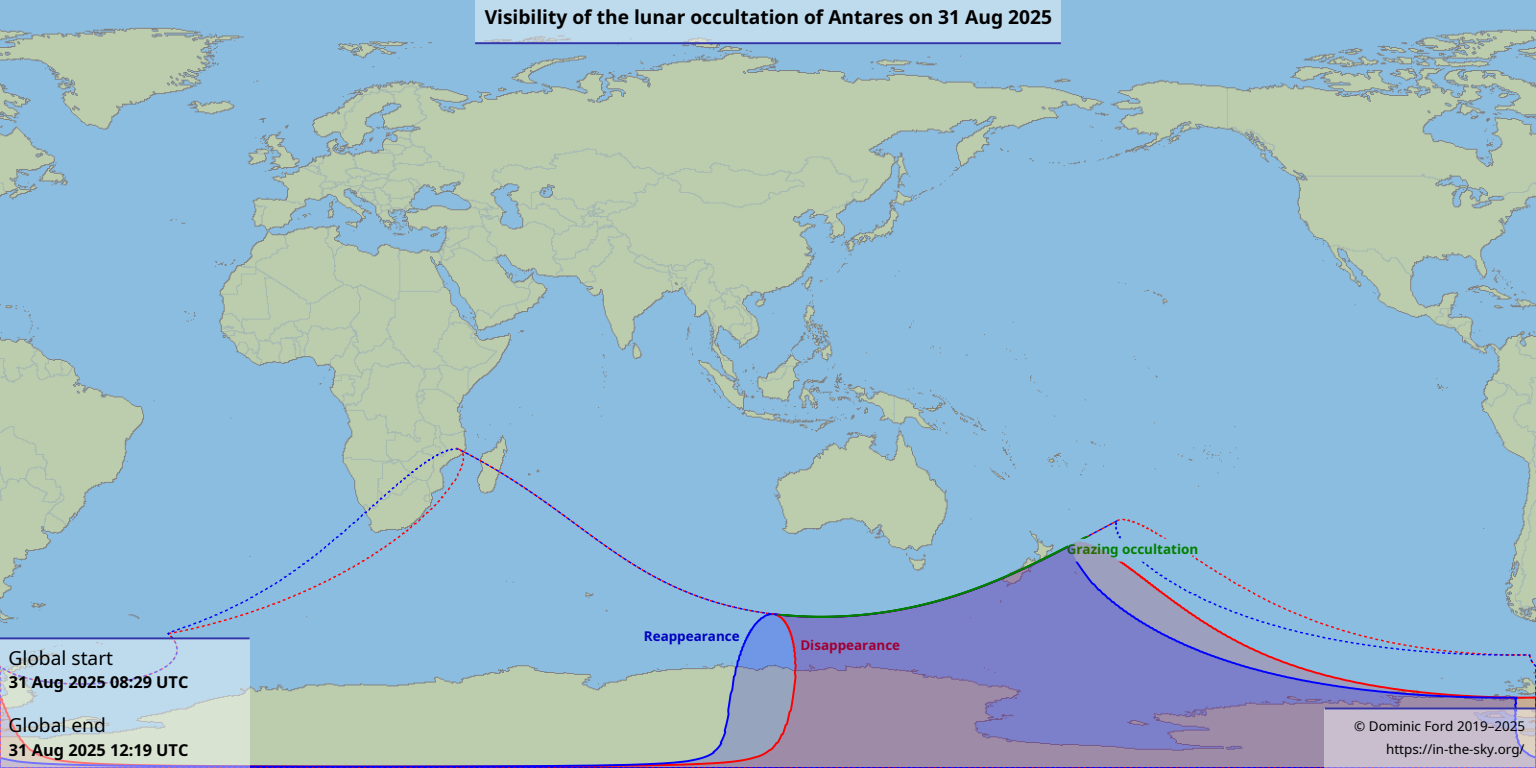 Visibility of the lunar occultation of Antares on 31 Aug 2025
Grazing occultation
Reappearance
Disappearance
Global start
31 Aug 2025 08:29 UTC
Global end
31 Aug 2025 12:19 UTC
© Dominic Ford 2019–2025
https://in-the-sky.org/